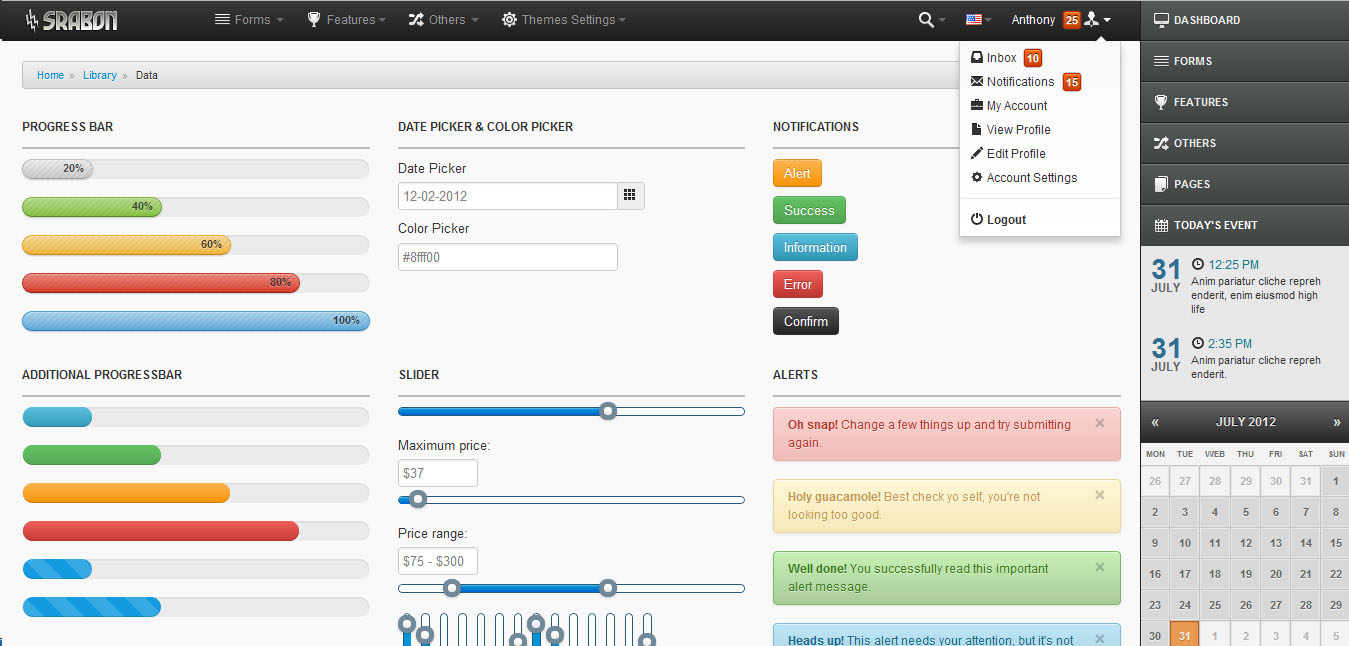 SRABON
Forms
Features
Others
Themes Settings
Anthony 25
Inbox 10
Notifications 15
My Account
View Profile
Edit Profile
Account Settings
Logout
Home » Library » Data
PROGRESS BAR
20%
40%
60%
80%
100%
DATE PICKER & COLOR PICKER
Date Picker
12-02-2012
Color Picker
#8fff00
NOTIFICATIONS
Alert
Success
Information
Error
Confirm
ADDITIONAL PROGRESSBAR
SLIDER
Maximum price:
$37
Price range:
$75 - $300
ALERTS
Oh snap! Change a few things up and try submitting
again.
×
Holy guacamole! Best check yo self, you're not
looking too good.
×
Well done! You successfully read this important
alert message.
×
Heads up! This alert needs your attention, but it's not
×
DASHBOARD
FORMS
FEATURES
OTHERS
PAGES
TODAY'S EVENT
31
JULY
12:25 PM
Anim pariatur cliche repreh
enderit, enim eiusmod high
life
31
JULY
2:35 PM
Anim pariatur cliche repreh
enderit.
« JULY 2012 »
MON TUE WEB THU FRI SAT SUN
26 27 28 29 30 31 1
2 3 4 5 6 7 8
9 10 11 12 13 14 15
16 17 18 19 20 21 22
23 24 25 26 27 28 29
30 31 1 2 3 4 5